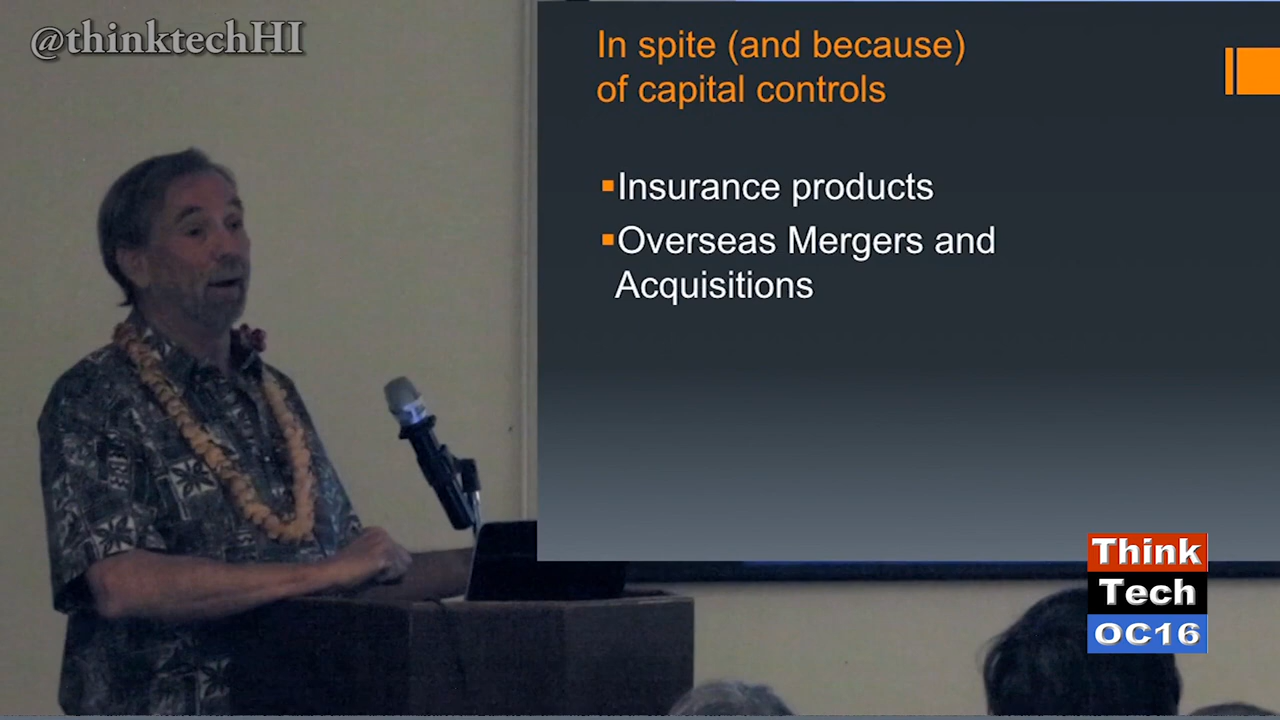 @thinktechHI
In spite (and because)
of capital controls
Insurance products
Overseas Mergers and
Acquisitions
Think
Tech
OC16